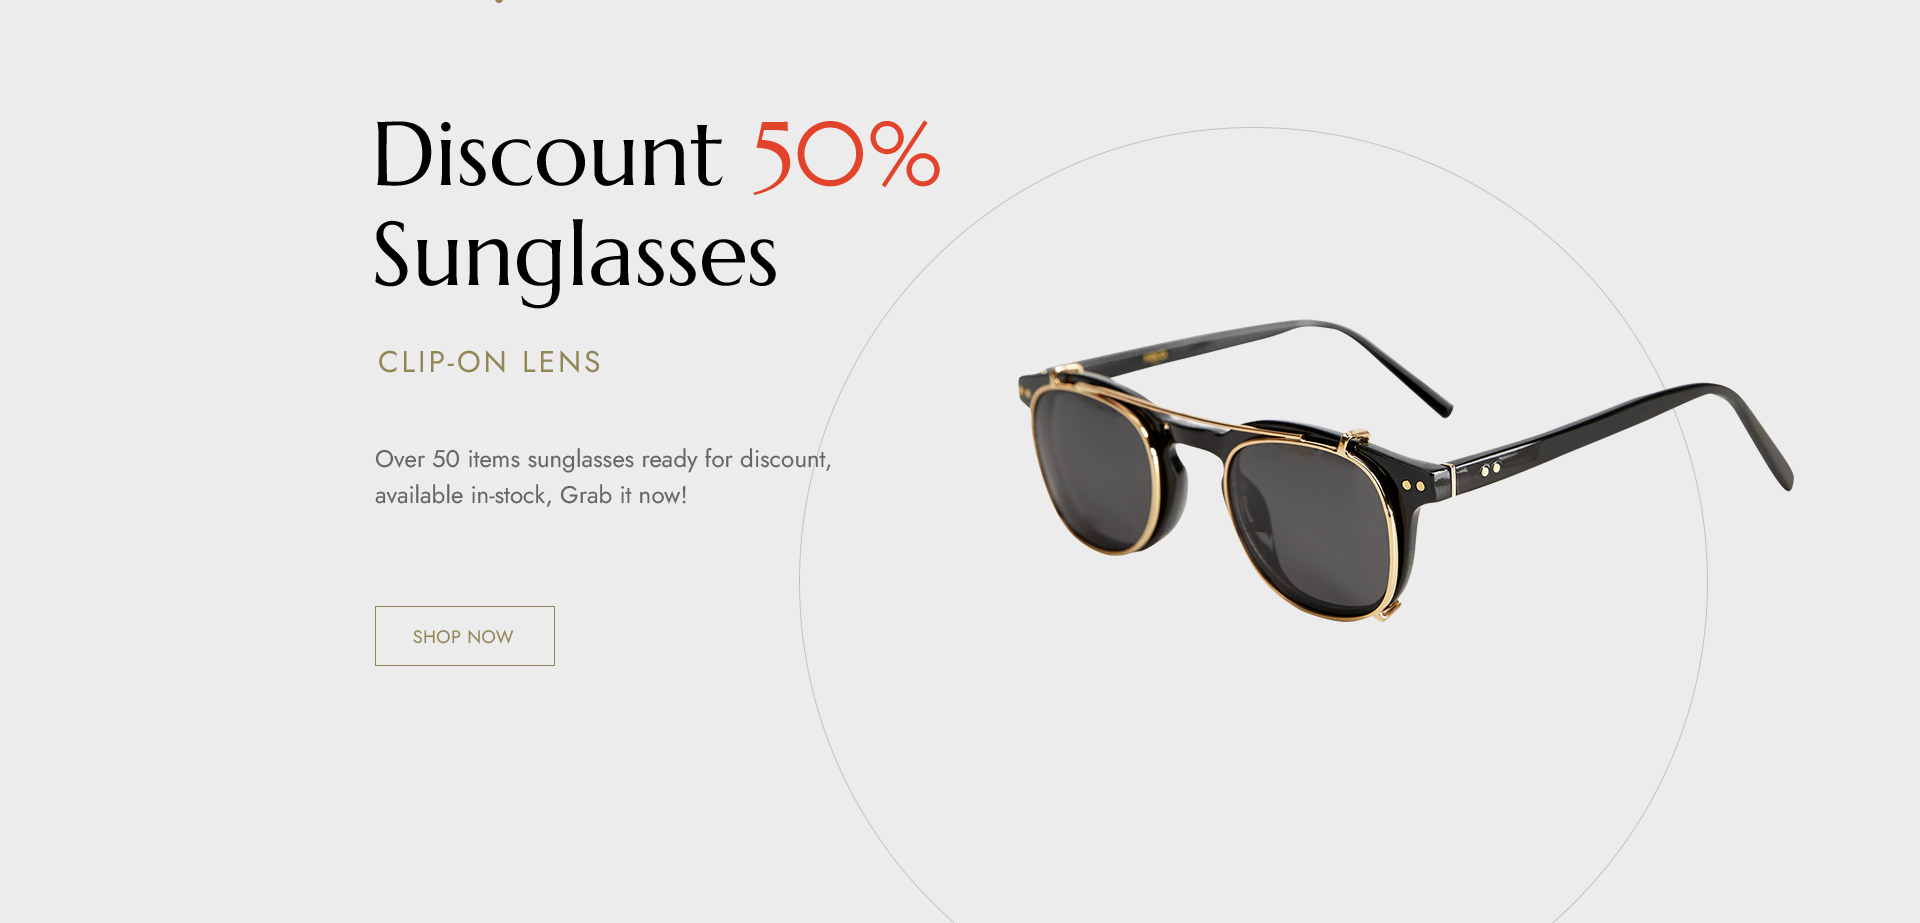 Discount 50%
Sunglasses
CLIP-ON LENS
Over 50 items sunglasses ready for discount,
available in-stock, Grab it now!
SHOP NOW